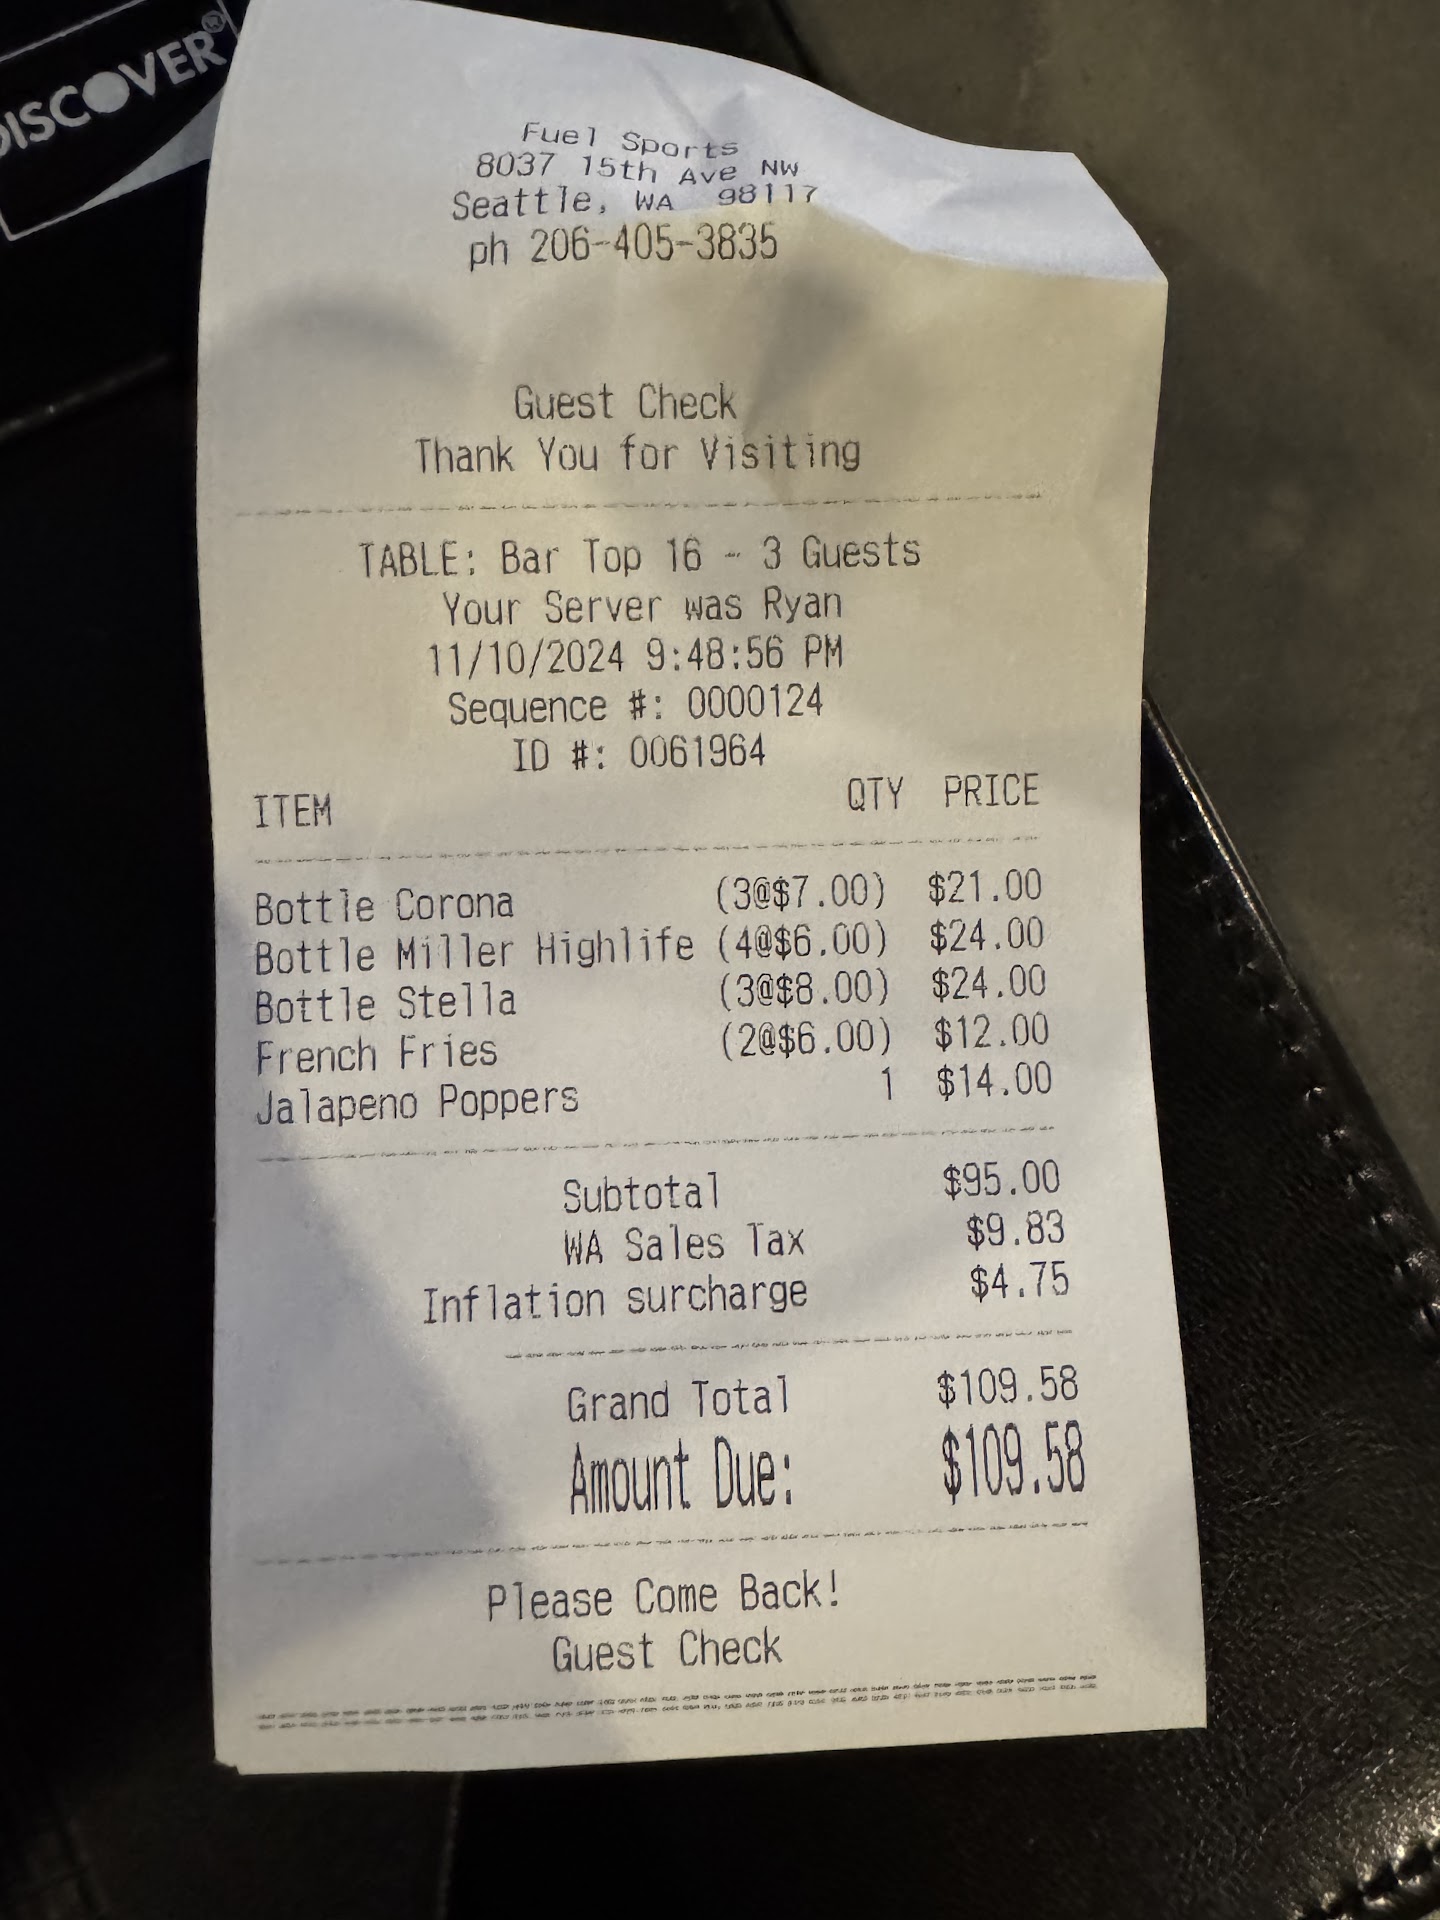 DISCOVER®
Fuel Sports
8037 15th Ave NW
Seattle, WA 98117
ph 206-405-3835
Guest Check
Thank You for Visiting
TABLE: Bar Top 16 - 3 Guests
Your Server was Ryan
11/10/2024 9:48:56 PM
Sequence #: 0000124
ID #: 0061964
ITEM QTY PRICE
Bottle Corona (3@$7.00) $21.00
Bottle Miller Highlife (4@$6.00) $24.00
Bottle Stella (3@$8.00) $24.00
French Fries (2@$6.00) $12.00
Jalapeno Poppers 1 $14.00
Subtotal $95.00
WA Sales Tax $9.83
Inflation surcharge $4.75
Grand Total $109.58
Amount Due: $109.58
Please Come Back!
Guest Check